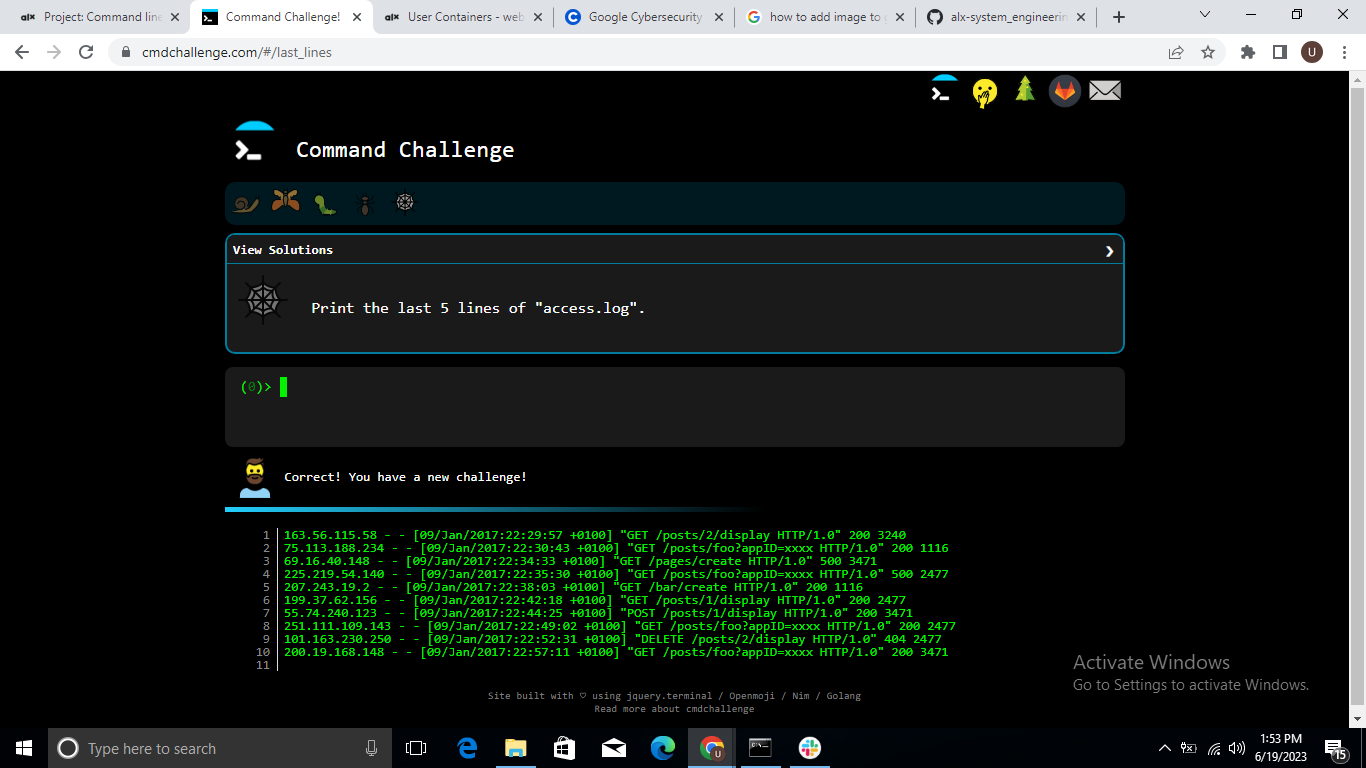 Project: Command line
Command Challenge!
User Containers - web
Google Cybersecurity
how to add image to g
alx-system_engineerin
cmdchallenge.com/#/last_lines
U
Command Challenge
View Solutions
Print the last 5 lines of "access.log".
(0)>
Correct! You have a new challenge!
1 163.56.115.58 - - [09/Jan/2017:22:29:57 +0100] "GET /posts/2/display HTTP/1.0" 200 3240
2 75.113.188.234 - - [09/Jan/2017:22:30:43 +0100] "GET /posts/foo?appID=xxxx HTTP/1.0" 200 1116
3 69.16.40.148 - - [09/Jan/2017:22:34:33 +0100] "GET /pages/create HTTP/1.0" 500 3471
4 225.219.54.140 - - [09/Jan/2017:22:35:30 +0100] "GET /posts/foo?appID=xxxx HTTP/1.0" 500 2477
5 207.243.19.2 - - [09/Jan/2017:22:38:03 +0100] "GET /bar/create HTTP/1.0" 200 1116
6 199.37.62.156 - - [09/Jan/2017:22:42:18 +0100] "GET /posts/1/display HTTP/1.0" 200 2477
7 55.74.240.123 - - [09/Jan/2017:22:44:25 +0100] "POST /posts/1/display HTTP/1.0" 200 3471
8 251.111.109.143 - - [09/Jan/2017:22:49:02 +0100] "GET /posts/foo?appID=xxxx HTTP/1.0" 200 2477
9 101.163.230.250 - - [09/Jan/2017:22:52:31 +0100] "DELETE /posts/2/display HTTP/1.0" 404 2477
10 200.19.168.148 - - [09/Jan/2017:22:57:11 +0100] "GET /posts/foo?appID=xxxx HTTP/1.0" 200 3471
11
Activate Windows
Go to Settings to activate Windows.
Site built with ♡ using jquery.terminal / Openmoji / Nim / Golang
Read more about cmdchallenge
Type here to search
1:53 PM
6/19/2023
15